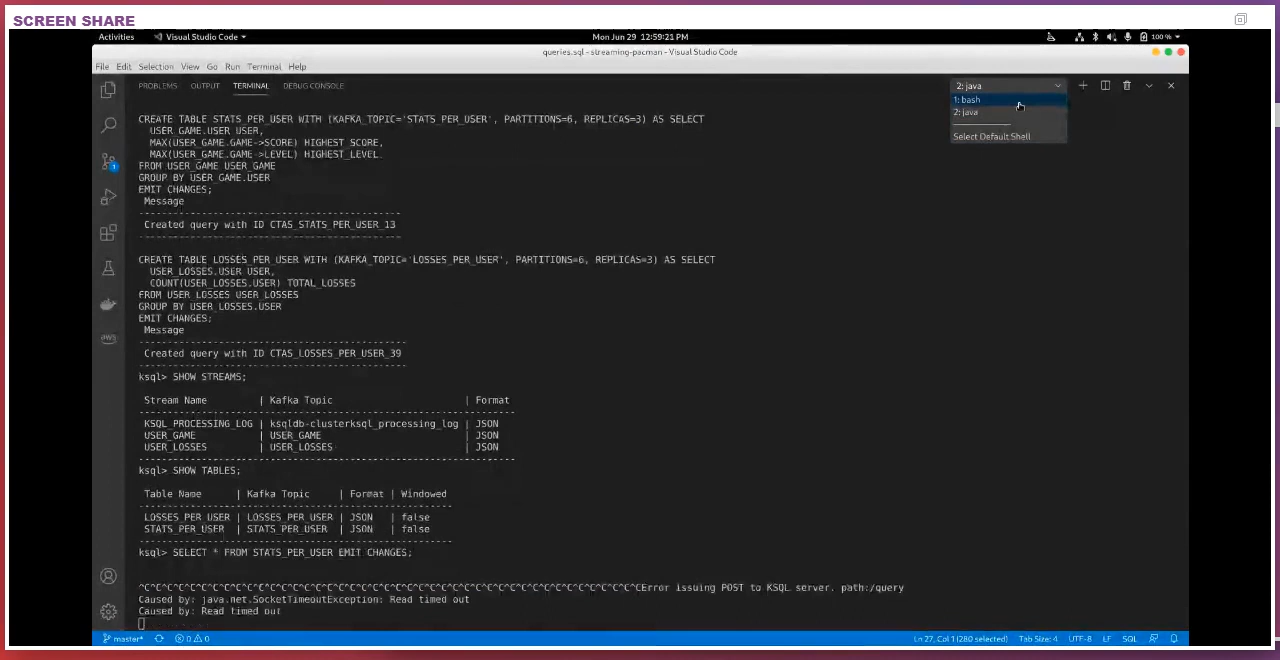 SCREEN SHARE
Activities
Visual Studio Code
Mon Jun 29 12:59:21 PM
100 %
queries.sql - streaming-pacman - Visual Studio Code
File Edit Selection View Go Run Terminal Help
PROBLEMS OUTPUT TERMINAL DEBUG CONSOLE
2: java
1: bash
2: java
Select Default Shell
CREATE TABLE STATS_PER_USER WITH (KAFKA_TOPIC='STATS_PER_USER', PARTITIONS=6, REPLICAS=3) AS SELECT
USER_GAME.USER USER,
MAX(USER_GAME.GAME->SCORE) HIGHEST_SCORE,
MAX(USER_GAME.GAME->LEVEL) HIGHEST_LEVEL
FROM USER_GAME USER_GAME
GROUP BY USER_GAME.USER
EMIT CHANGES;
Message
----------------------------------------------
Created query with ID CTAS_STATS_PER_USER_13
----------------------------------------------
CREATE TABLE LOSSES_PER_USER WITH (KAFKA_TOPIC='LOSSES_PER_USER', PARTITIONS=6, REPLICAS=3) AS SELECT
USER_LOSSES.USER USER,
COUNT(USER_LOSSES.USER) TOTAL_LOSSES
FROM USER_LOSSES USER_LOSSES
GROUP BY USER_LOSSES.USER
EMIT CHANGES;
Message
-----------------------------------------------
Created query with ID CTAS_LOSSES_PER_USER_39
-----------------------------------------------
ksql> SHOW STREAMS;
Stream Name | Kafka Topic | Format
------------------------------------------------------------------
KSQL_PROCESSING_LOG | ksqldb-clusterksql_processing_log | JSON
USER_GAME | USER_GAME | JSON
USER_LOSSES | USER_LOSSES | JSON
------------------------------------------------------------------
ksql> SHOW TABLES;
Table Name | Kafka Topic | Format | Windowed
-------------------------------------------------------
LOSSES_PER_USER | LOSSES_PER_USER | JSON | false
STATS_PER_USER | STATS_PER_USER | JSON | false
-------------------------------------------------------
ksql> SELECT * FROM STATS_PER_USER EMIT CHANGES;
^C^C^C^C^C^C^C^C^C^C^C^C^C^C^C^C^C^C^C^C^C^C^C^C^C^C^C^C^C^C^C^C^C^C^C^C^C^C^C^C^C^C^C^CError issuing POST to KSQL server. path:/query
Caused by: java.net.SocketTimeoutException: Read timed out
Caused by: Read timed out
1
aws
master* 0 0
Ln 27, Col 1 (280 selected) Tab Size: 4 UTF-8 LF SQL